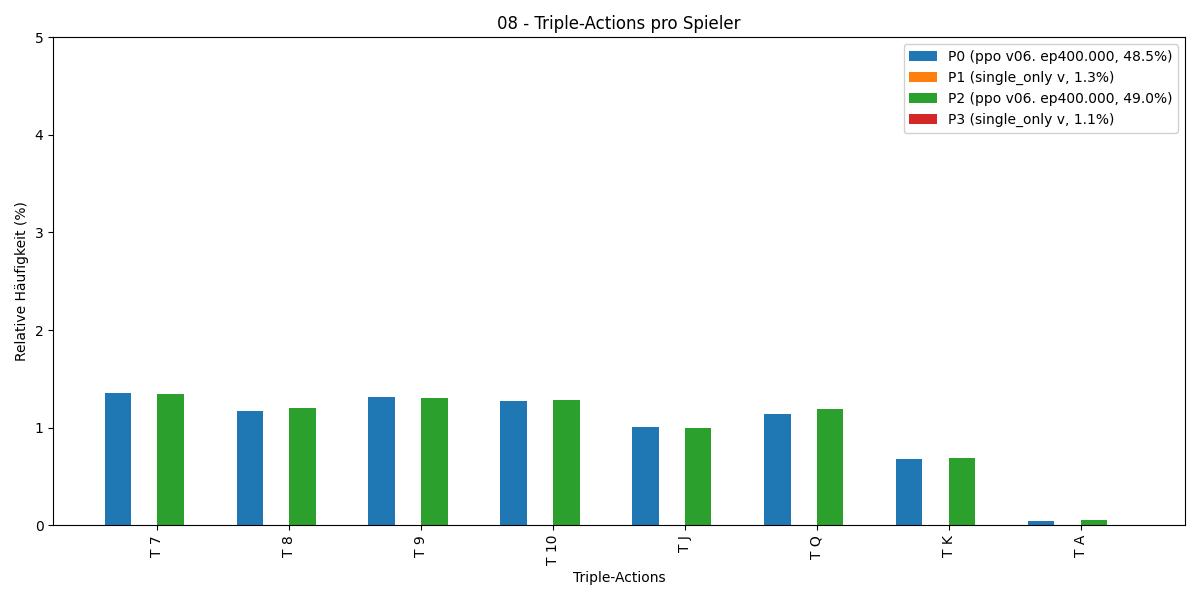 08 - Triple-Actions pro Spieler
P0 (ppo v06. ep400.000, 48.5%)
P1 (single_only v, 1.3%)
P2 (ppo v06. ep400.000, 49.0%)
P3 (single_only v, 1.1%)
Relative Häufigkeit (%)
5
4
3
2
1
0
T 7
T 8
T 9
T 10
T J
T Q
T K
T A
Triple-Actions